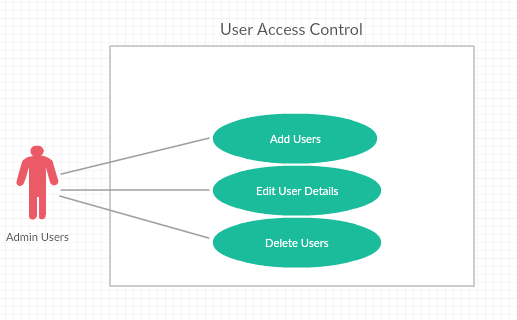 User Access Control
Add Users
Edit User Details
Delete Users
Admin Users